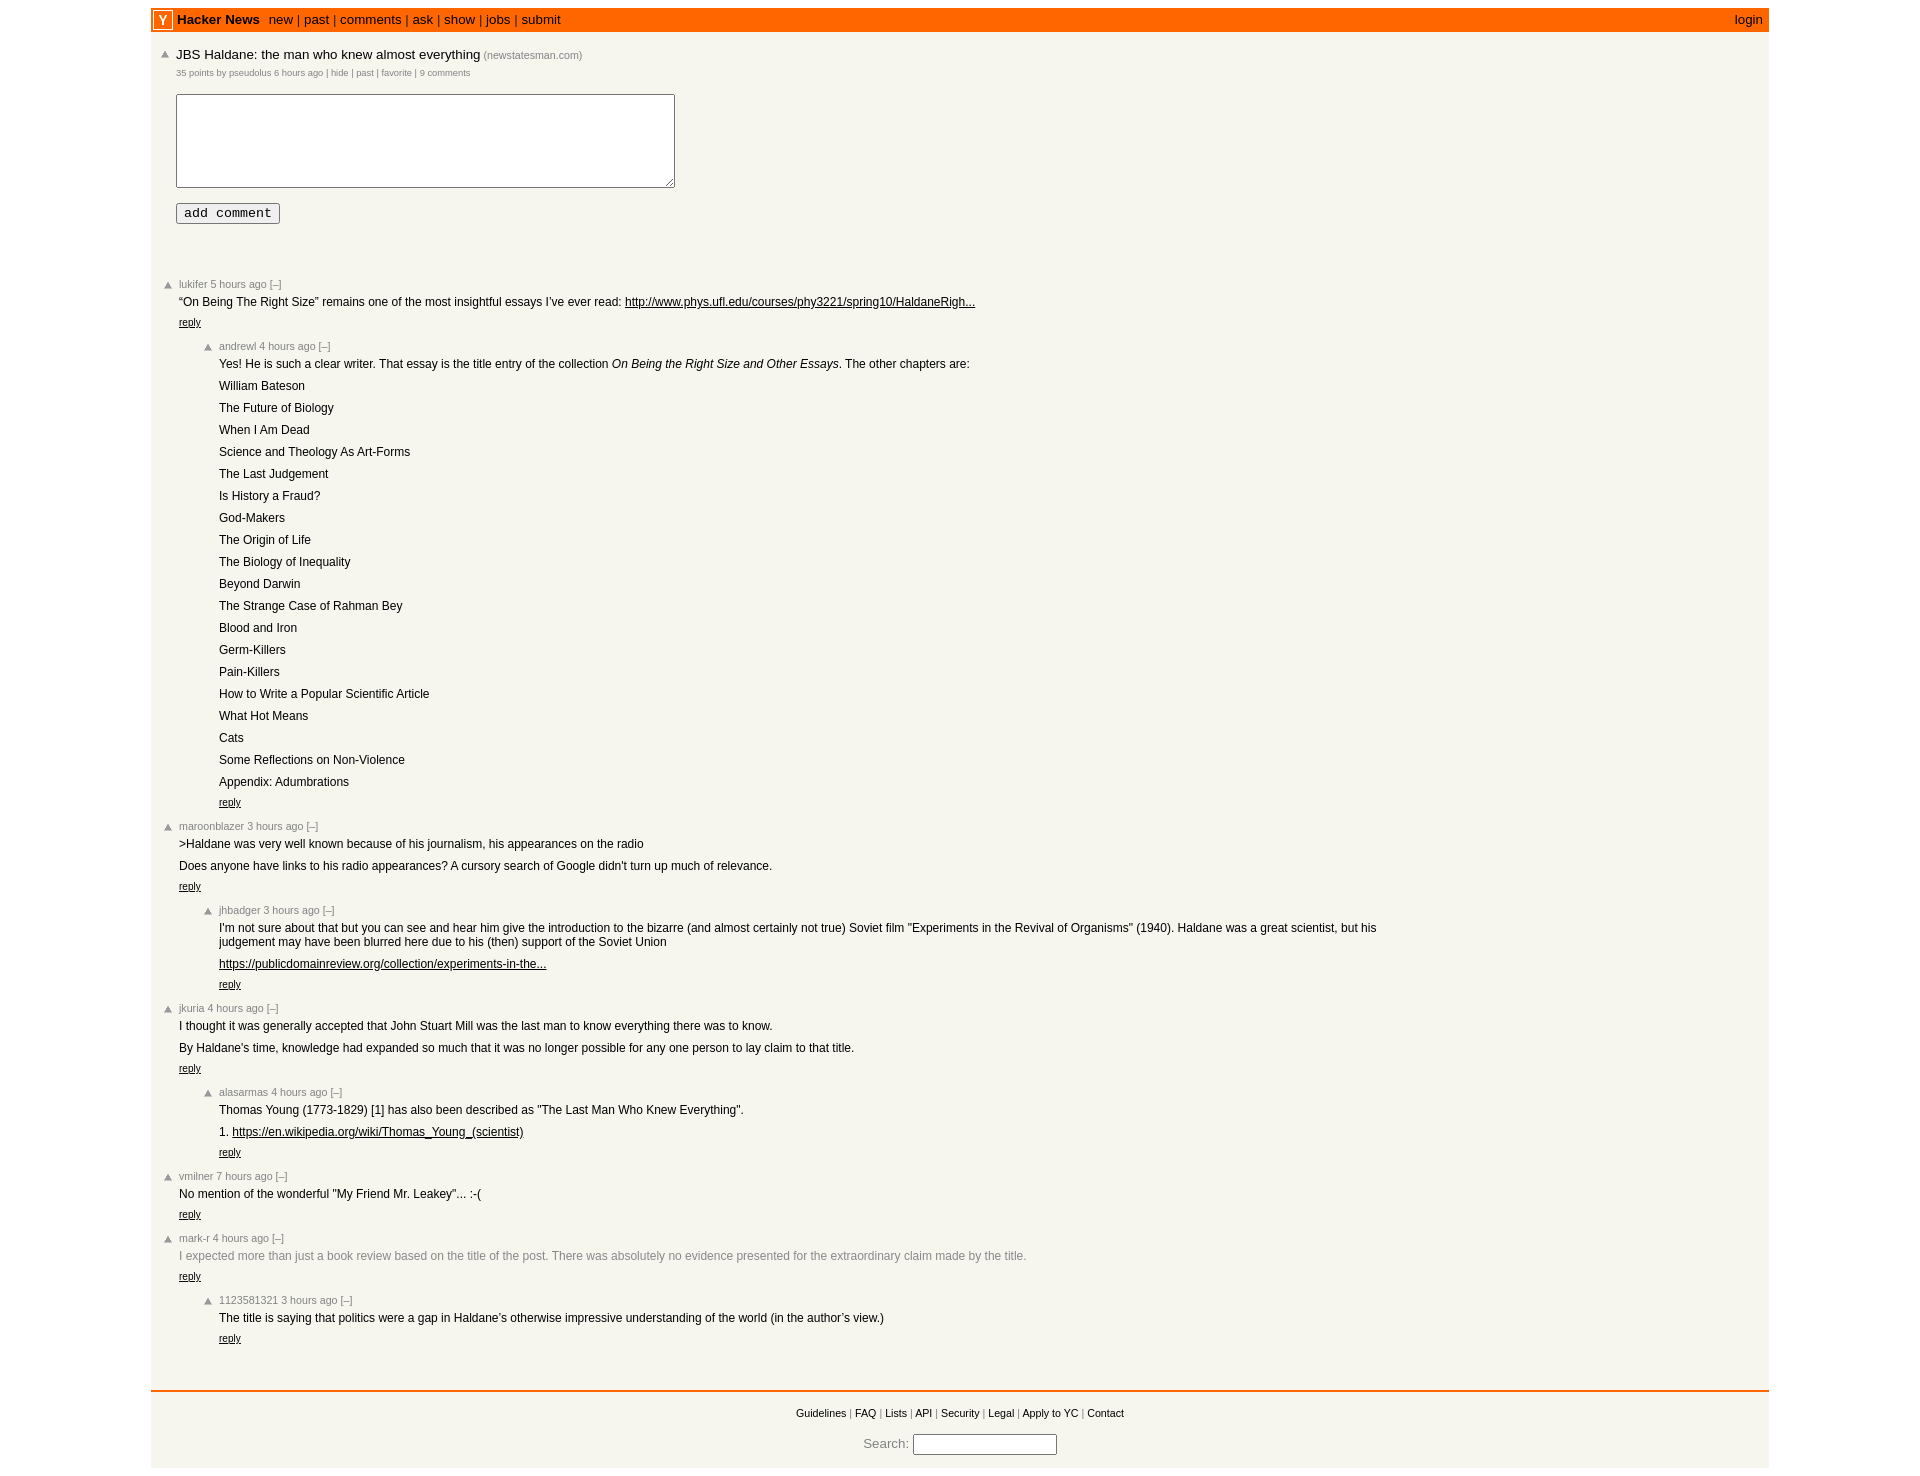 Y Hacker News new | past | comments | ask | show | jobs | submit login
JBS Haldane: the man who knew almost everything (newstatesman.com)
35 points by pseudolus 6 hours ago | hide | past | favorite | 9 comments
add comment
lukifer 5 hours ago [–]
“On Being The Right Size” remains one of the most insightful essays I’ve ever read: http://www.phys.ufl.edu/courses/phy3221/spring10/HaldaneRigh...
reply
andrewl 4 hours ago [–]
Yes! He is such a clear writer. That essay is the title entry of the collection On Being the Right Size and Other Essays. The other chapters are:
William Bateson
The Future of Biology
When I Am Dead
Science and Theology As Art-Forms
The Last Judgement
Is History a Fraud?
God-Makers
The Origin of Life
The Biology of Inequality
Beyond Darwin
The Strange Case of Rahman Bey
Blood and Iron
Germ-Killers
Pain-Killers
How to Write a Popular Scientific Article
What Hot Means
Cats
Some Reflections on Non-Violence
Appendix: Adumbrations
reply
maroonblazer 3 hours ago [–]
>Haldane was very well known because of his journalism, his appearances on the radio
Does anyone have links to his radio appearances? A cursory search of Google didn't turn up much of relevance.
reply
jhbadger 3 hours ago [–]
I'm not sure about that but you can see and hear him give the introduction to the bizarre (and almost certainly not true) Soviet film "Experiments in the Revival of Organisms" (1940). Haldane was a great scientist, but his
judgement may have been blurred here due to his (then) support of the Soviet Union
https://publicdomainreview.org/collection/experiments-in-the...
reply
jkuria 4 hours ago [–]
I thought it was generally accepted that John Stuart Mill was the last man to know everything there was to know.
By Haldane's time, knowledge had expanded so much that it was no longer possible for any one person to lay claim to that title.
reply
alasarmas 4 hours ago [–]
Thomas Young (1773-1829) [1] has also been described as "The Last Man Who Knew Everything".
1. https://en.wikipedia.org/wiki/Thomas_Young_(scientist)
reply
vmilner 7 hours ago [–]
No mention of the wonderful "My Friend Mr. Leakey"... :-(
reply
mark-r 4 hours ago [–]
I expected more than just a book review based on the title of the post. There was absolutely no evidence presented for the extraordinary claim made by the title.
reply
1123581321 3 hours ago [–]
The title is saying that politics were a gap in Haldane’s otherwise impressive understanding of the world (in the author’s view.)
reply
Guidelines | FAQ | Lists | API | Security | Legal | Apply to YC | Contact
Search: